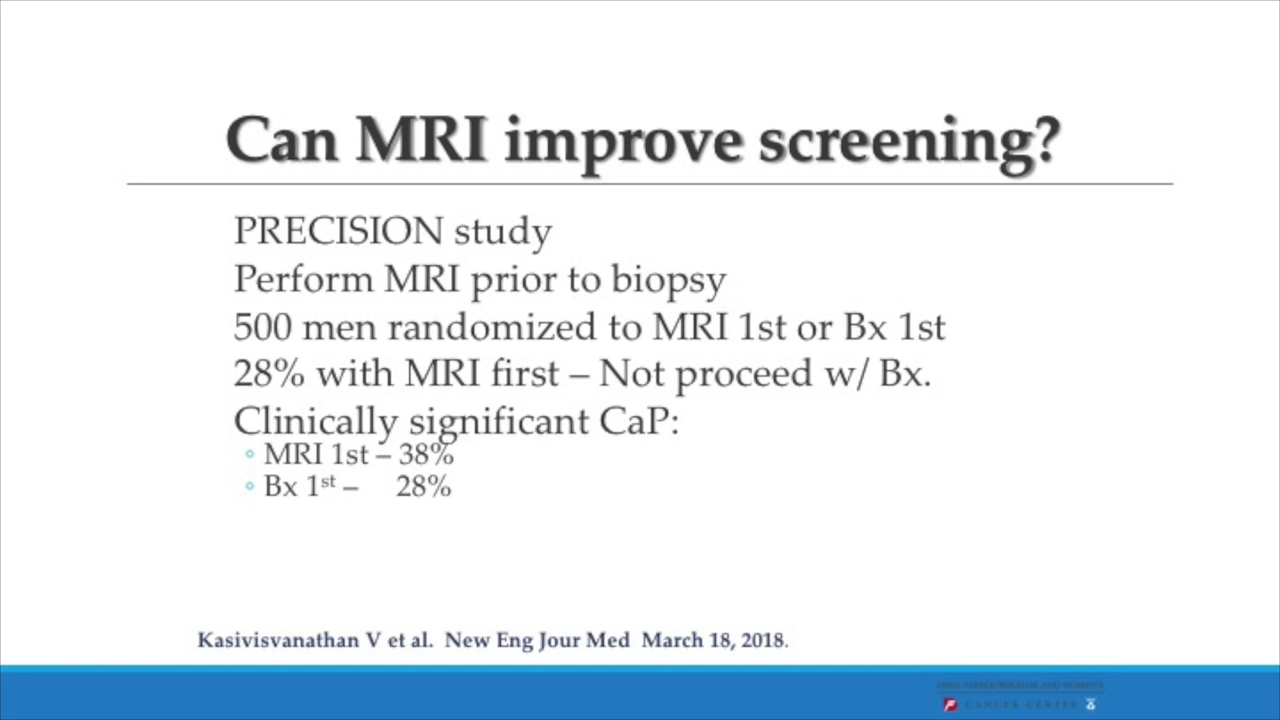 Can MRI improve screening?
PRECISION study
Perform MRI prior to biopsy
500 men randomized to MRI 1st or Bx 1st
28% with MRI first – Not proceed w/ Bx.
Clinically significant CaP:
◦ MRI 1st – 38%
◦ Bx 1st – 28%
Kasivisvanathan V et al. New Eng Jour Med March 18, 2018.
CANCER CENTER